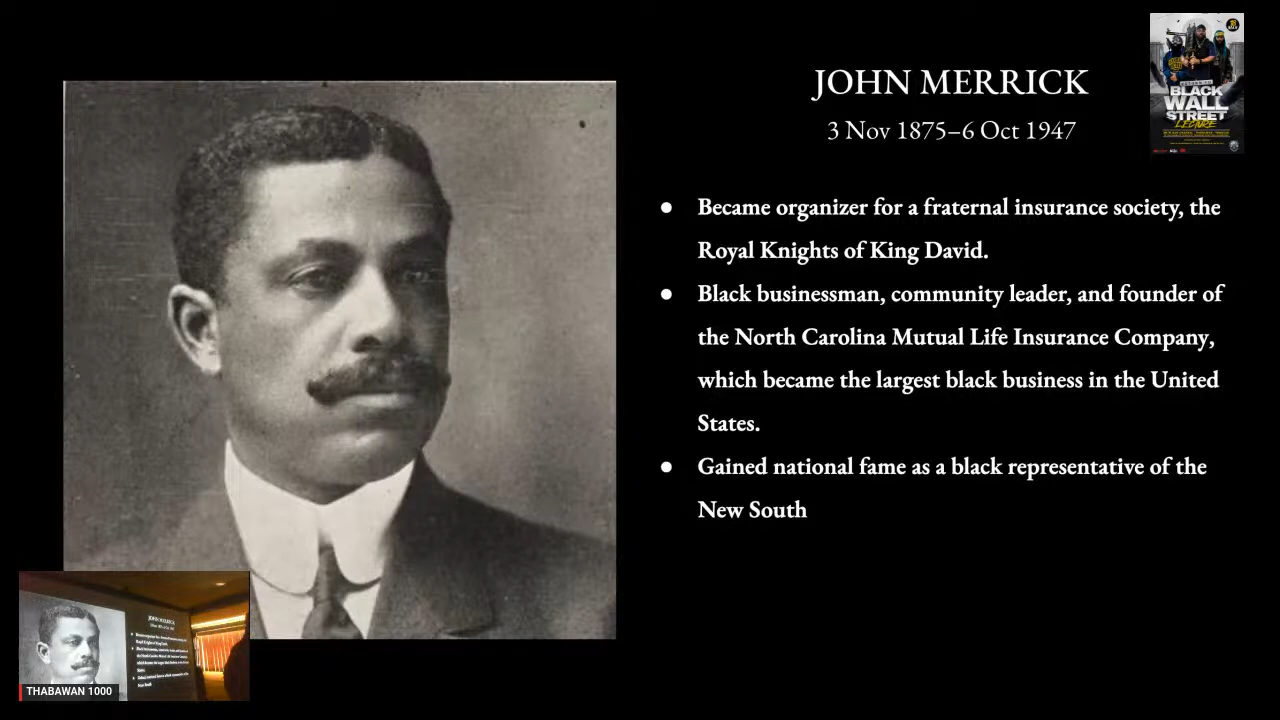 JOHN MERRICK
3 Nov 1875–6 Oct 1947
BLACK
WALL
STREET
LECTURE
● Became organizer for a fraternal insurance society, the
Royal Knights of King David.
● Black businessman, community leader, and founder of
the North Carolina Mutual Life Insurance Company,
which became the largest black business in the United
States.
● Gained national fame as a black representative of the
New South
JOHN MERRICK
THABAWAN 1000